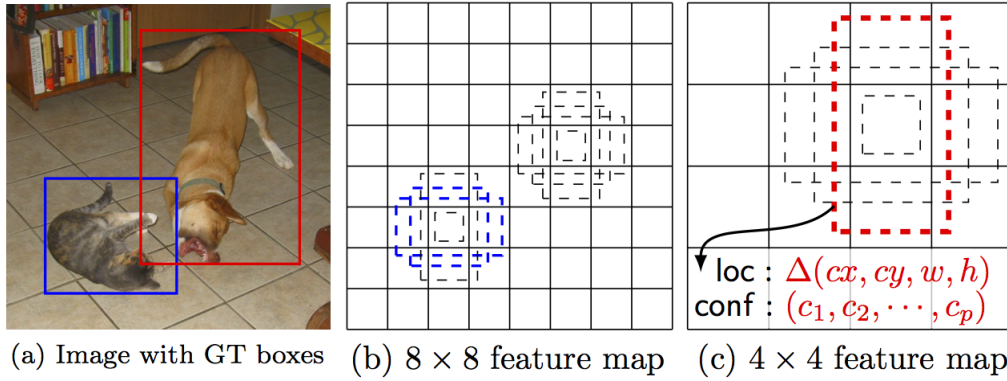 loc : Δ(cx, cy, w, h)
conf : (c₁, c₂, ⋯, cₚ)
(a) Image with GT boxes
(b) 8 × 8 feature map
(c) 4 × 4 feature map